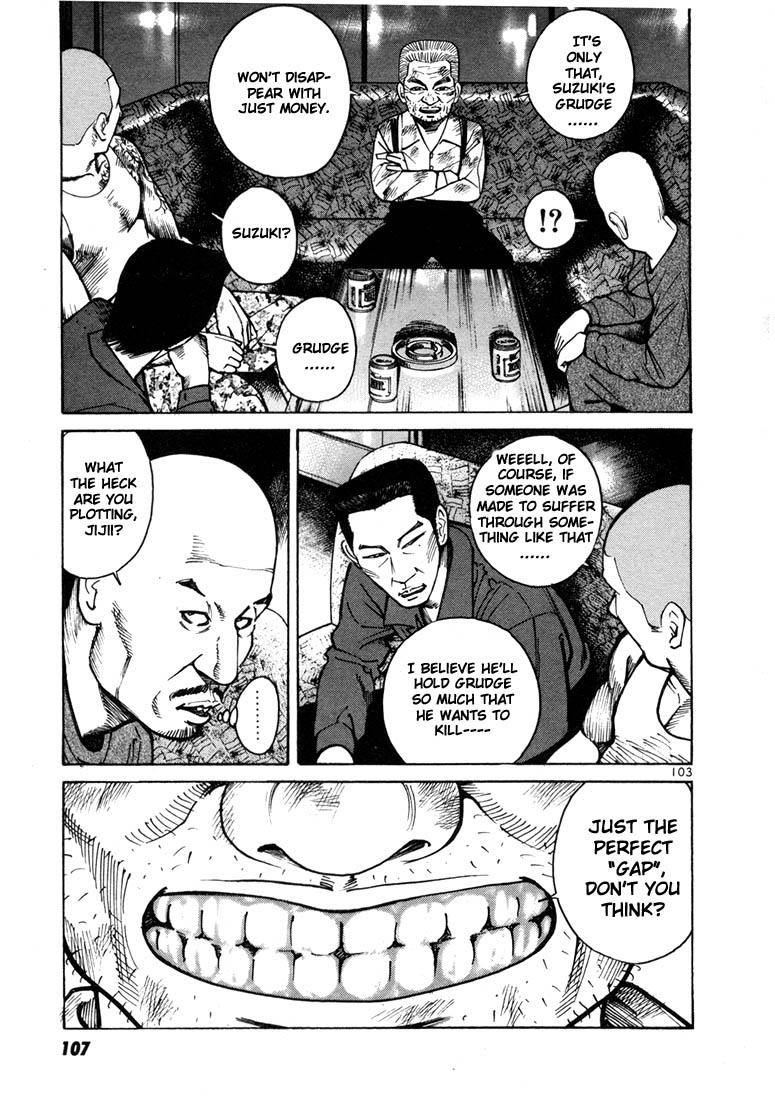 IT'S
ONLY
THAT,
SUZUKI'S
GRUDGE
......
WON'T DISAP-
PEAR WITH
JUST MONEY.
!?
SUZUKI?
GRUDGE
......
WEEELL, OF
COURSE, IF
SOMEONE WAS
MADE TO SUFFER
THROUGH SOME-
THING LIKE THAT
......
I BELIEVE HE'LL
HOLD GRUDGE
SO MUCH THAT
HE WANTS TO
KILL----
WHAT
THE HECK
ARE YOU
PLOTTING,
JIJII?
......
103
JUST THE
PERFECT
"GAP",
DON'T YOU
THINK?
107